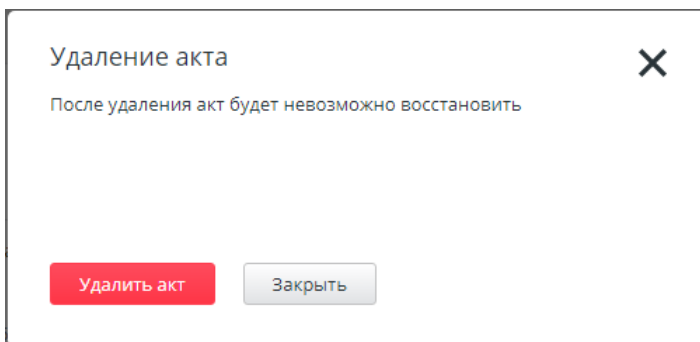 Удаление акта
После удаления акт будет невозможно восстановить
Удалить акт
Закрыть